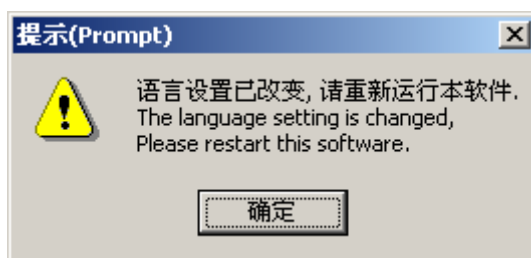 提示(Prompt)
语言设置已改变, 请重新运行本软件.
The language setting is changed,
Please restart this software.
确定